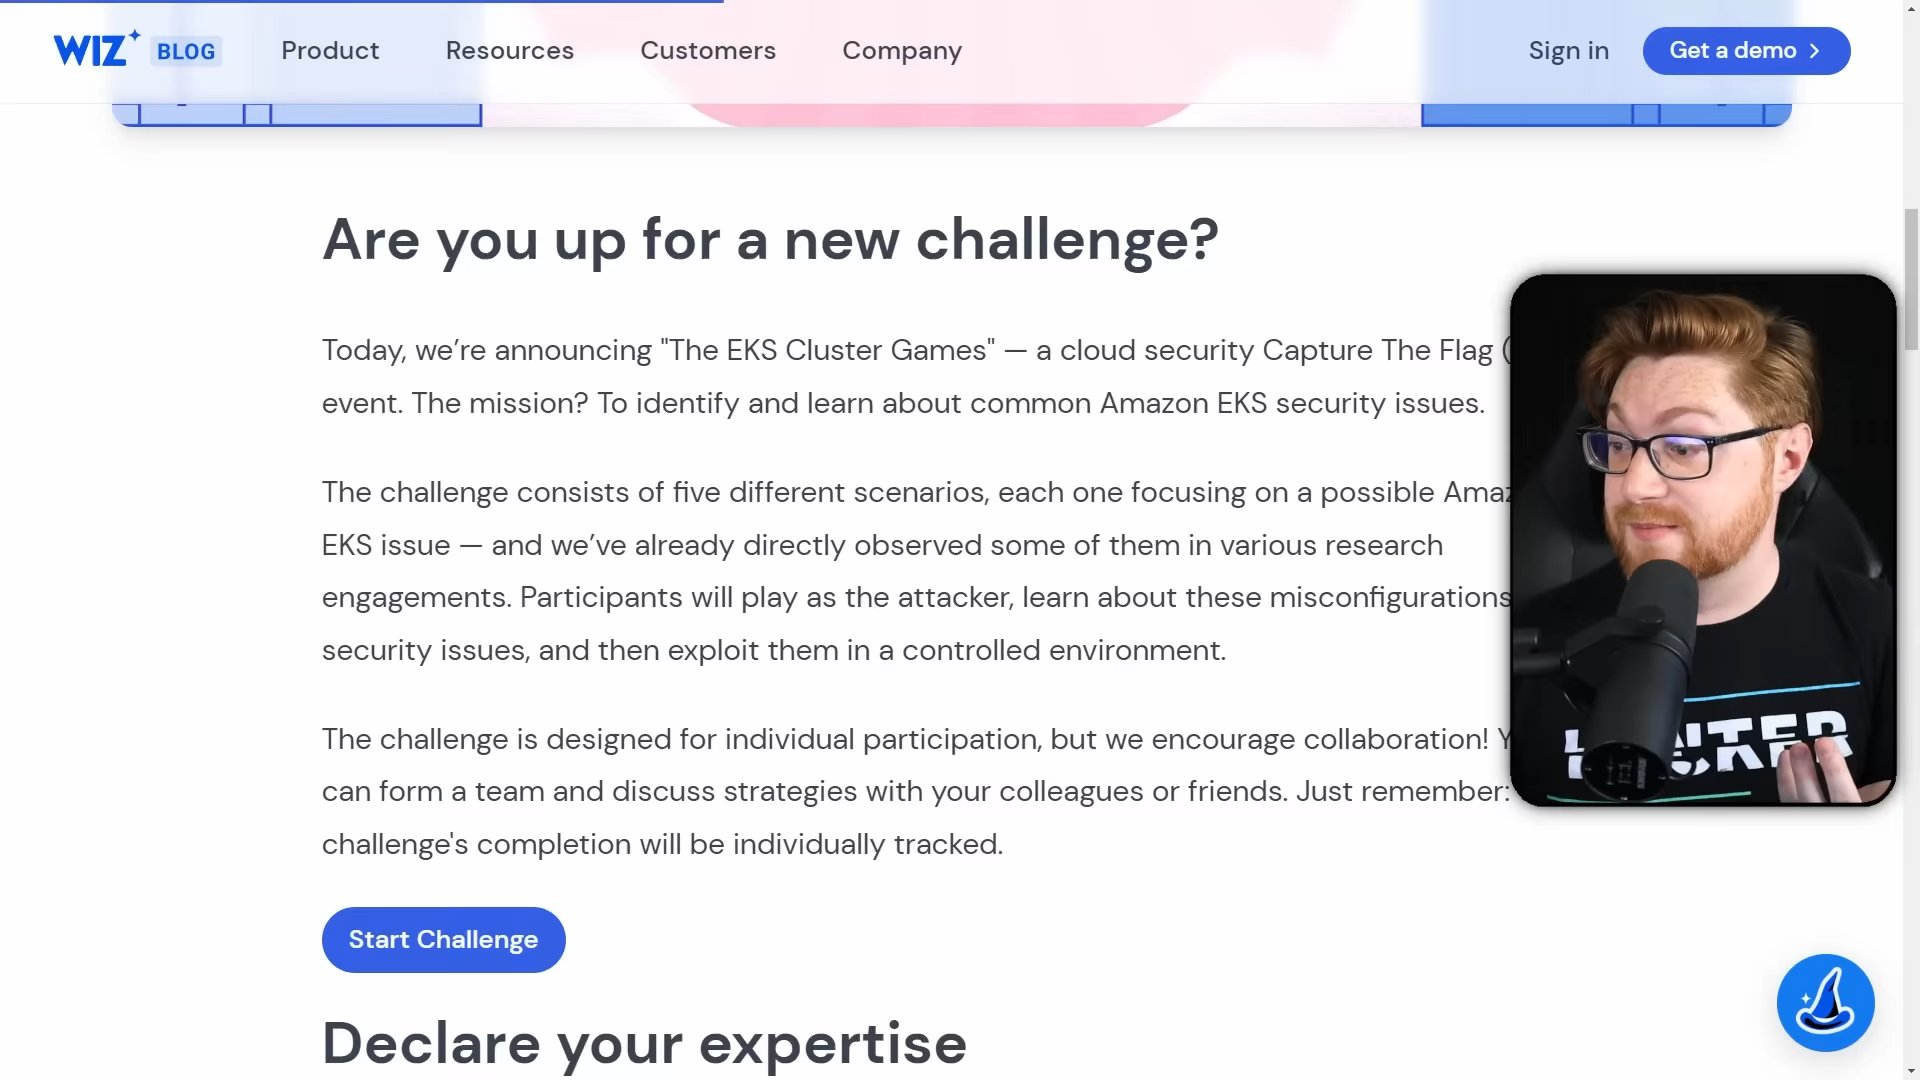 WIZ BLOG Product Resources Customers Company Sign in Get a demo
Are you up for a new challenge?
Today, we’re announcing "The EKS Cluster Games" — a cloud security Capture The Flag (
event. The mission? To identify and learn about common Amazon EKS security issues.
The challenge consists of five different scenarios, each one focusing on a possible Amaz
EKS issue — and we’ve already directly observed some of them in various research
engagements. Participants will play as the attacker, learn about these misconfigurations
security issues, and then exploit them in a controlled environment.
The challenge is designed for individual participation, but we encourage collaboration! Y
can form a team and discuss strategies with your colleagues or friends. Just remember:
challenge's completion will be individually tracked.
Start Challenge
Declare your expertise